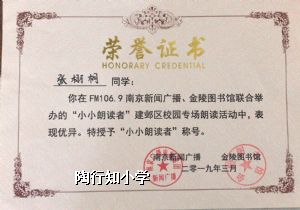 荣誉证书
HONORARY CREDENTIAL
张栩桐 同学：
你在FM106.9南京新闻广播、金陵图书馆联合举
办的“小小朗读者”建邺区校园专场朗读活动中，表
现优异。特授予“小小朗读者”称号。
南京新闻广播 金陵图书馆
二〇一九年三月
陶行知小学